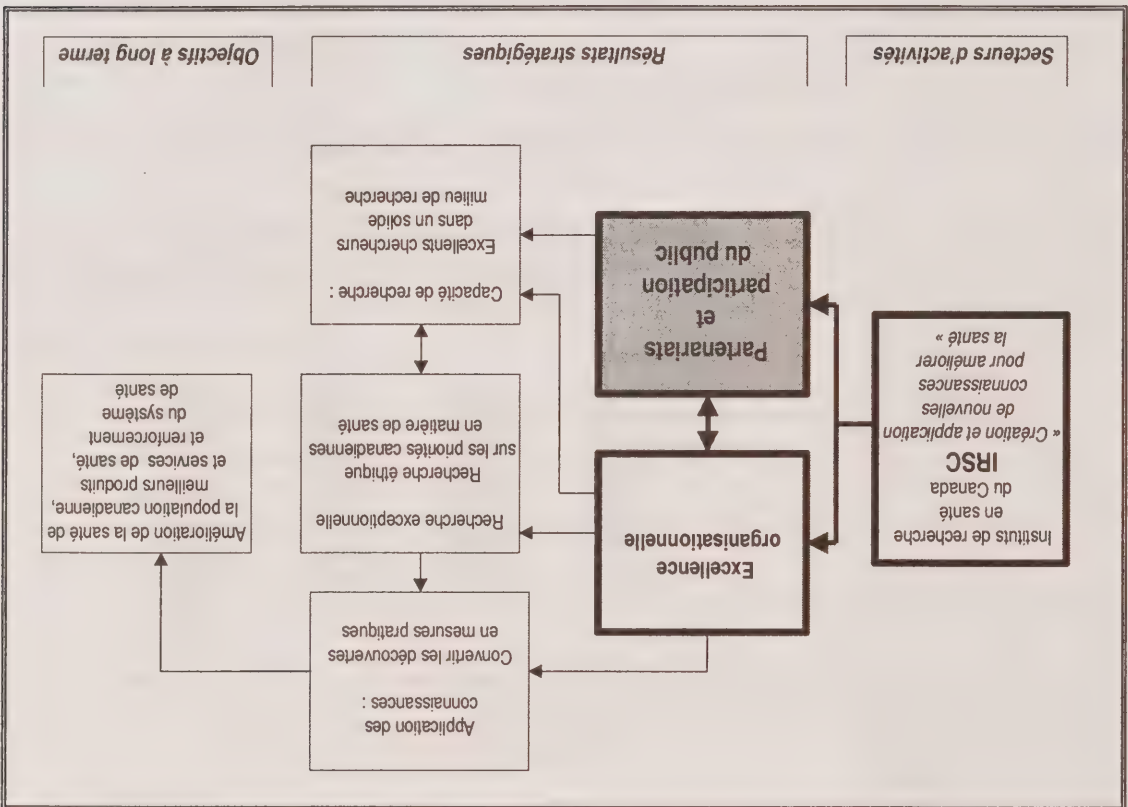 Instituts de recherche
en santé
du Canada
IRSC
« Création et application
de nouvelles
connaissances
pour améliorer
la santé »
Excellence
organisationnelle
Partenariats
et
participation
du public
Application des
connaissances :
Convertir les découvertes
en mesures pratiques
Recherche exceptionnelle
Recherche éthique
sur les priorités canadiennes
en matière de santé
Capacité de recherche :
Excellents chercheurs
dans un solide
milieu de recherche
Amélioration de la santé de
la population canadienne,
meilleurs produits
et services de santé,
et renforcement
du système
de santé
Secteurs d'activités
Résultats stratégiques
Objectifs à long terme